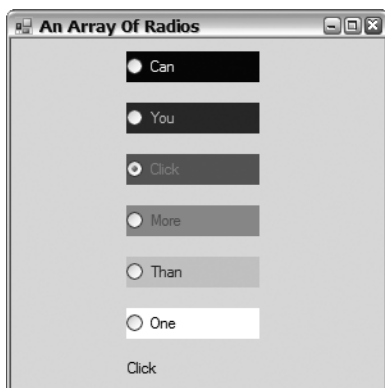 An Array Of Radios
Can
You
Click
More
Than
One
Click